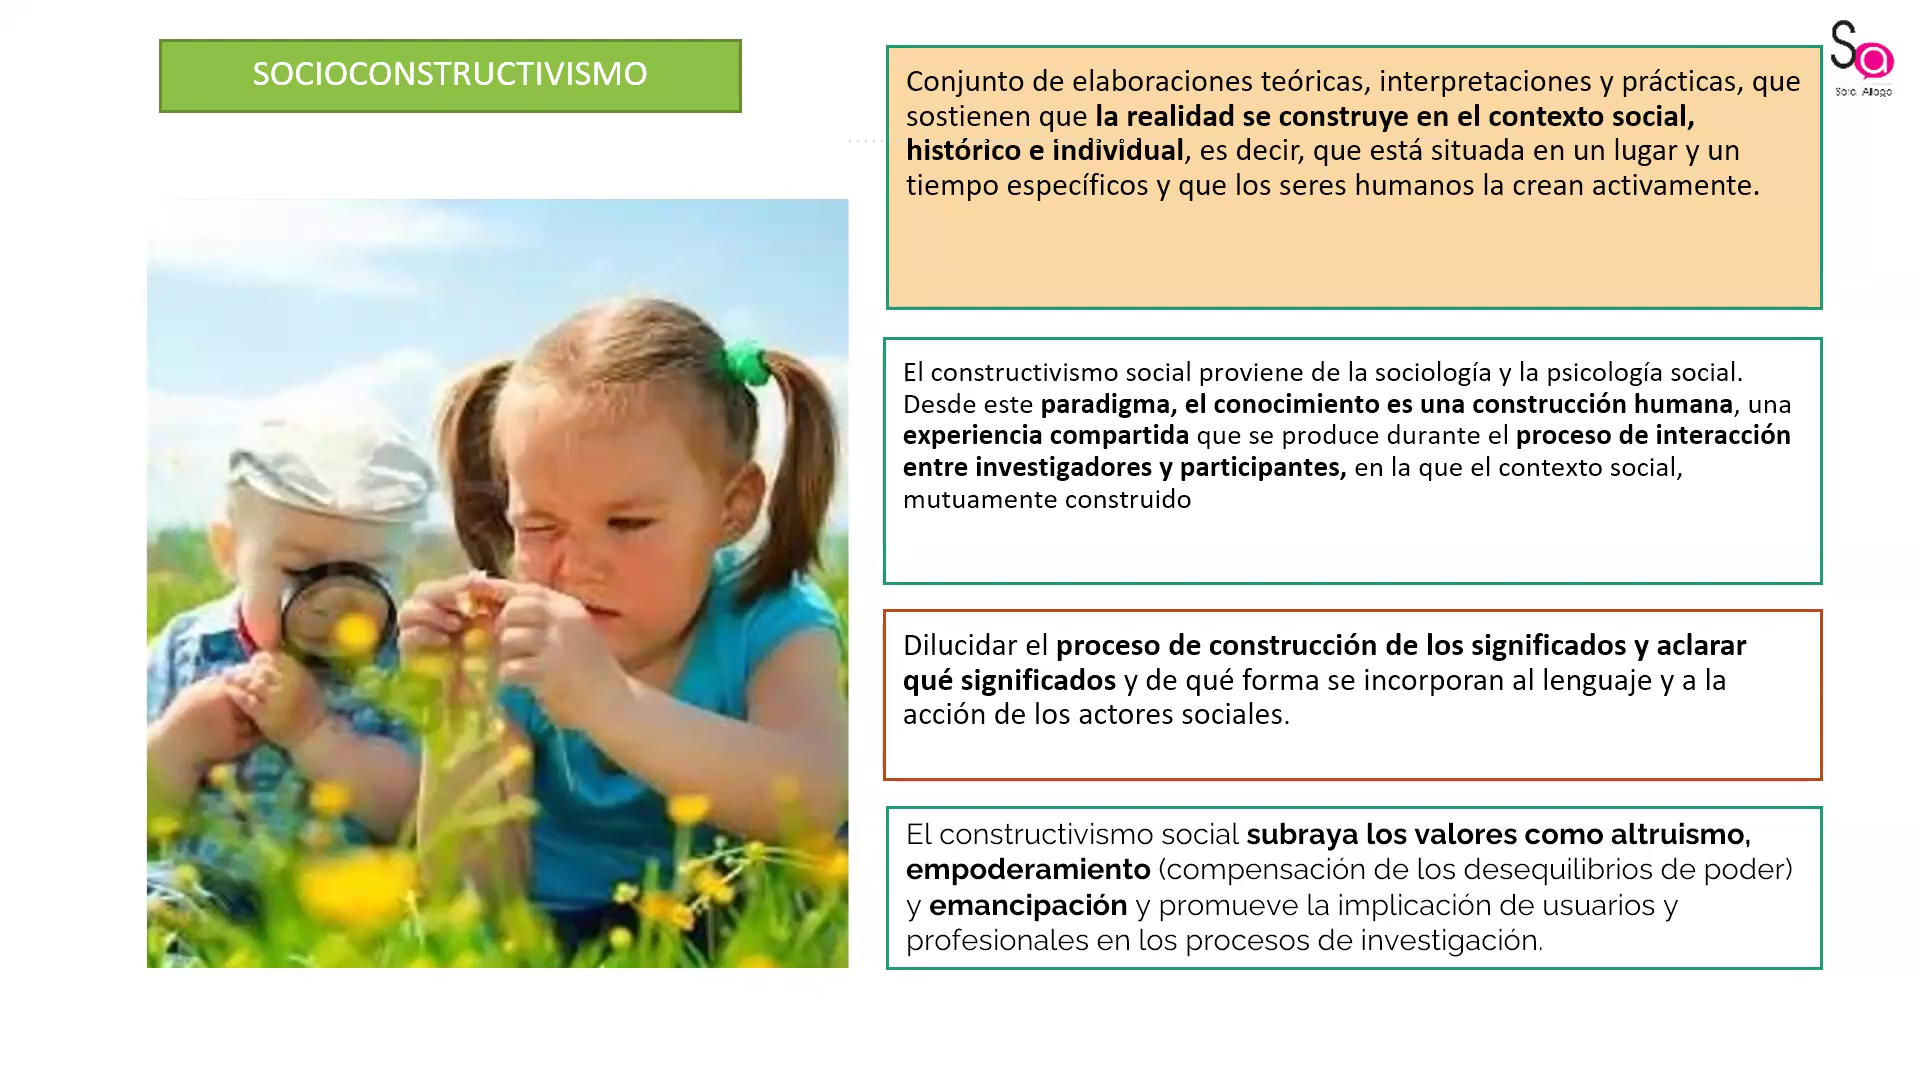 SOCIOCONSTRUCTIVISMO
Conjunto de elaboraciones teóricas, interpretaciones y prácticas, que
sostienen que la realidad se construye en el contexto social,
histórico e individual, es decir, que está situada en un lugar y un
tiempo específicos y que los seres humanos la crean activamente.
El constructivismo social proviene de la sociología y la psicología social.
Desde este paradigma, el conocimiento es una construcción humana, una
experiencia compartida que se produce durante el proceso de interacción
entre investigadores y participantes, en la que el contexto social,
mutuamente construido
Dilucidar el proceso de construcción de los significados y aclarar
qué significados y de qué forma se incorporan al lenguaje y a la
acción de los actores sociales.
El constructivismo social subraya los valores como altruismo,
empoderamiento (compensación de los desequilibrios de poder)
y emancipación y promueve la implicación de usuarios y
profesionales en los procesos de investigación.
Sa
Sara Aliaga